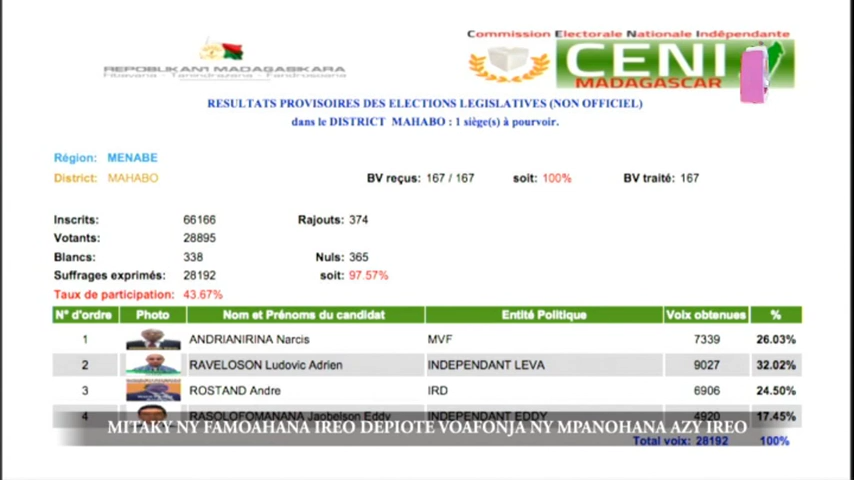 Commission Electorale Nationale Indépendante
REPOBLIKAN'I MADAGASIKARA
Fitiavana - Tanindrazana - Fandrosoana
CENI
MADAGASCAR
RESULTATS PROVISOIRES DES ELECTIONS LEGISLATIVES (NON OFFICIEL)
dans le DISTRICT MAHABO : 1 siège(s) à pourvoir.
Région: MENABE
District: MAHABO BV reçus: 167 / 167 soit: 100% BV traité: 167
Inscrits: 66166 Rajouts: 374
Votants: 28895
Blancs: 338 Nuls: 365
Suffrages exprimés: 28192 soit: 97.57%
Taux de participation: 43.67%
N° d'ordre Photo Nom et Prénoms du candidat Entité Politique Voix obtenues %
1 ANDRIANIRINA Narcis MVF 7339 26.03%
2 RAVELOSON Ludovic Adrien INDEPENDANT LEVA 9027 32.02%
3 ROSTAND Andre IRD 6906 24.50%
4 RASOLOFOMANANA Jaobelson Eddy INDEPENDANT EDDY 4920 17.45%
MITAKY NY FAMOAHANA IREO DEPIOTE VOAFONJA NY MPANOHANA AZY IREO
Total voix: 28192 100%